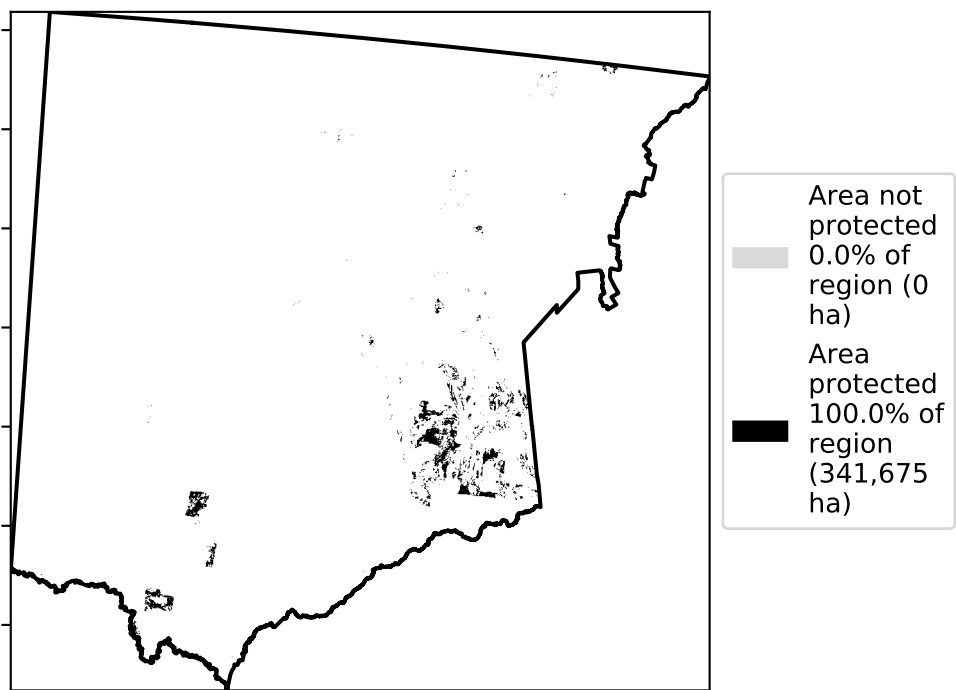 Area not
protected
0.0% of
region (0
ha)
Area
protected
100.0% of
region
(341,675
ha)